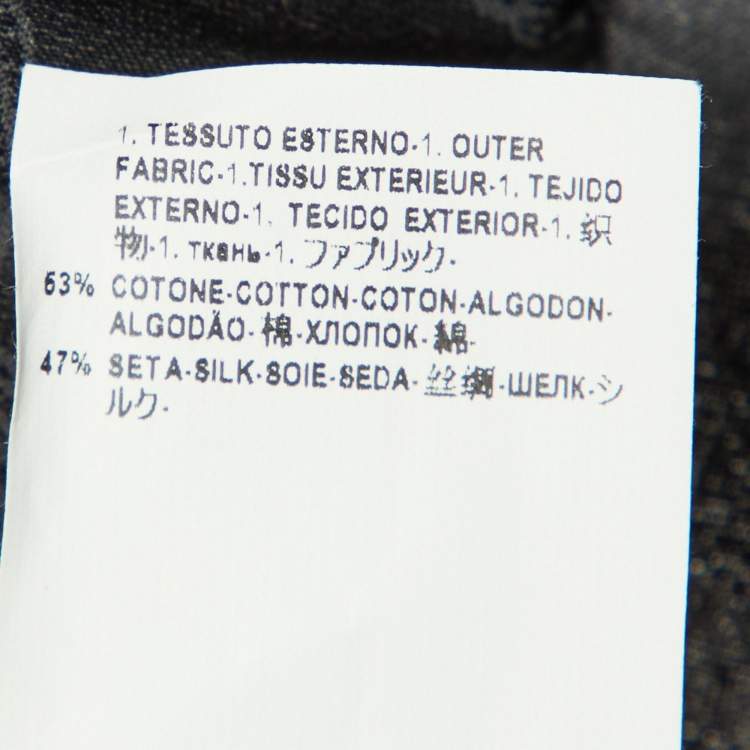 1. TESSUTO ESTERNO-1. OUTER
FABRIC-1.TISSU EXTERIEUR-1. TEJIDO
EXTERNO-1. TECIDO EXTERIOR-1. 织
物-1. ткань-1. ファブリック-
53% COTONE-COTTON-COTON-ALGODON-
ALGODÃO-棉-ХЛОПОК-綿-
47% SETA-SILK-SOIE-SEDA-丝绸-ШЕЛК-シ
ルク-